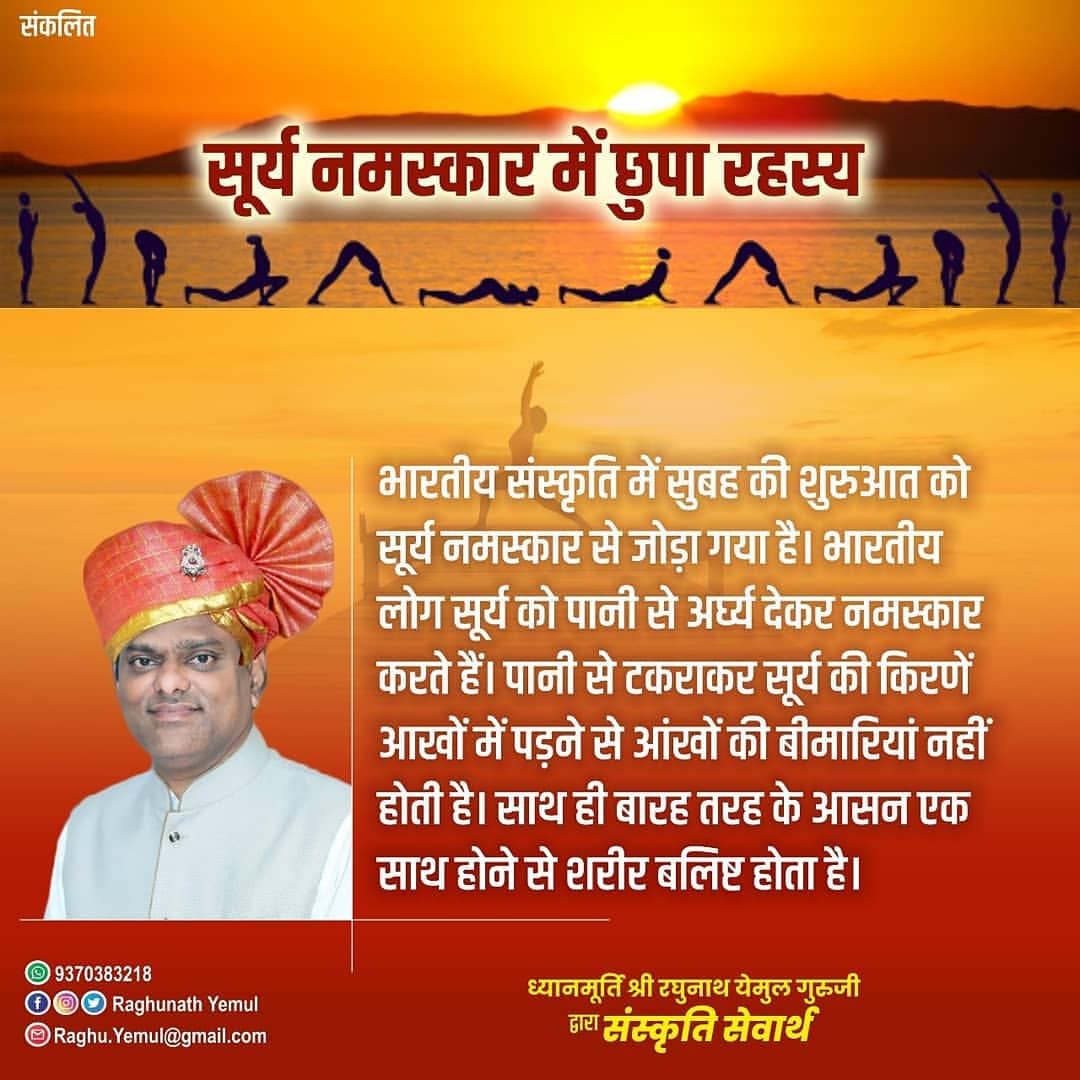 संकलित
सूर्य नमस्कार में छुपा रहस्य
भारतीय संस्कृति में सुबह की शुरुआत को
सूर्य नमस्कार से जोड़ा गया है। भारतीय
लोग सूर्य को पानी से अर्घ्य देकर नमस्कार
करते हैं। पानी से टकराकर सूर्य की किरणें
आखों में पड़ने से आंखों की बीमारियां नहीं
होती है। साथ ही बारह तरह के आसन एक
साथ होने से शरीर बलिष्ट होता है।
9370383218
Raghunath Yemul
Raghu.Yemul@gmail.com
ध्यानमूर्ति श्री रघुनाथ येमुल गुरुजी
द्वारा संस्कृति सेवार्थ